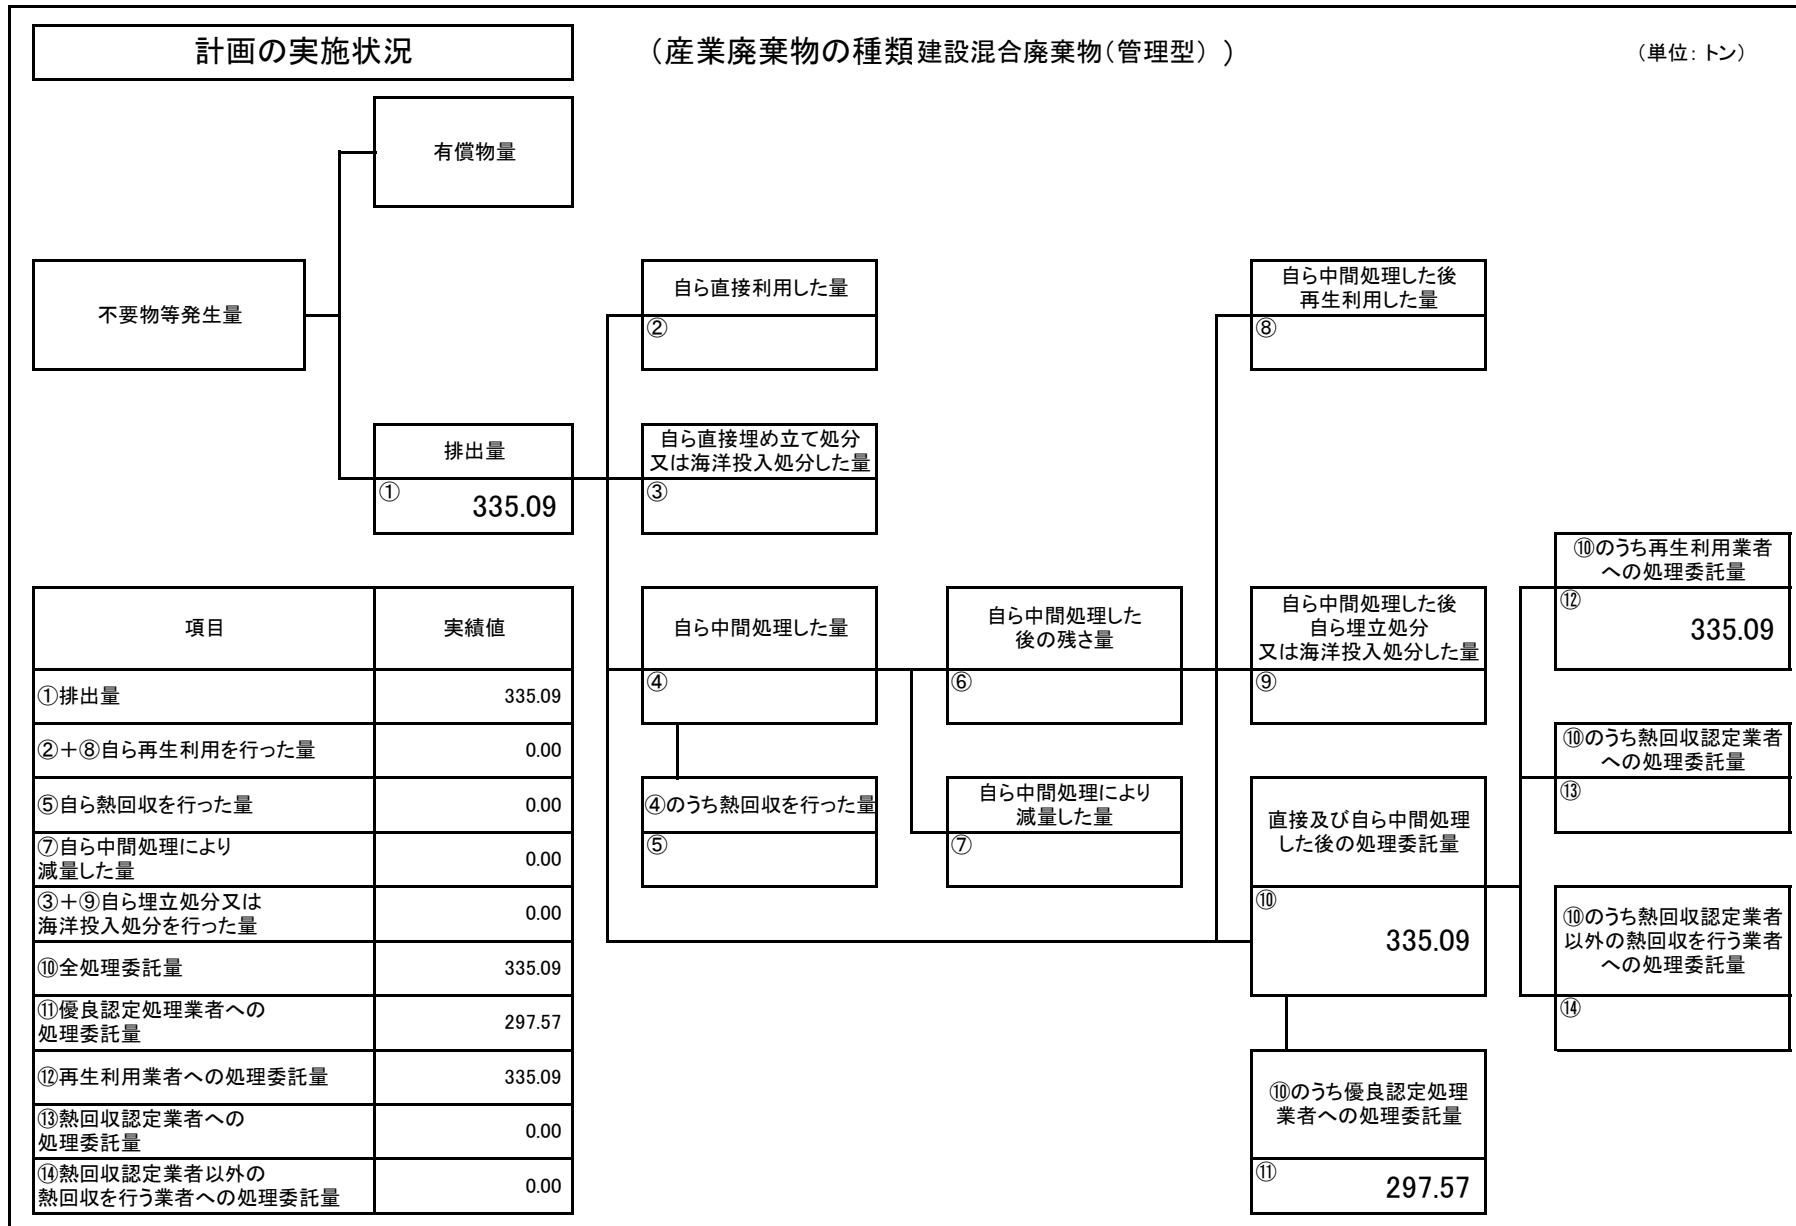 計画の実施状況
（産業廃棄物の種類建設混合廃棄物（管理型） ）
（単位：トン）
有償物量
不要物等発生量
自ら直接利用した量
②
自ら中間処理した後
再生利用した量
⑧
排出量
① 335.09
自ら直接埋め立て処分
又は海洋投入処分した量
③
⑩のうち再生利用業者
への処理委託量
⑫ 335.09
自ら中間処理した量
④
自ら中間処理した
後の残さ量
⑥
自ら中間処理した後
自ら埋立処分
又は海洋投入処分した量
⑨
⑩のうち熱回収認定業者
への処理委託量
⑬
④のうち熱回収を行った量
⑤
自ら中間処理により
減量した量
⑦
直接及び自ら中間処理
した後の処理委託量
⑩ 335.09
⑩のうち熱回収認定業者
以外の熱回収を行う業者
への処理委託量
⑭
⑩のうち優良認定処理
業者への処理委託量
⑪ 297.57
項目 実績値
①排出量 335.09
②＋⑧自ら再生利用を行った量 0.00
⑤自ら熱回収を行った量 0.00
⑦自ら中間処理により
減量した量 0.00
③＋⑨自ら埋立処分又は
海洋投入処分を行った量 0.00
⑩全処理委託量 335.09
⑪優良認定処理業者への
処理委託量 297.57
⑫再生利用業者への処理委託量 335.09
⑬熱回収認定業者への
処理委託量 0.00
⑭熱回収認定業者以外の
熱回収を行う業者への処理委託量 0.00